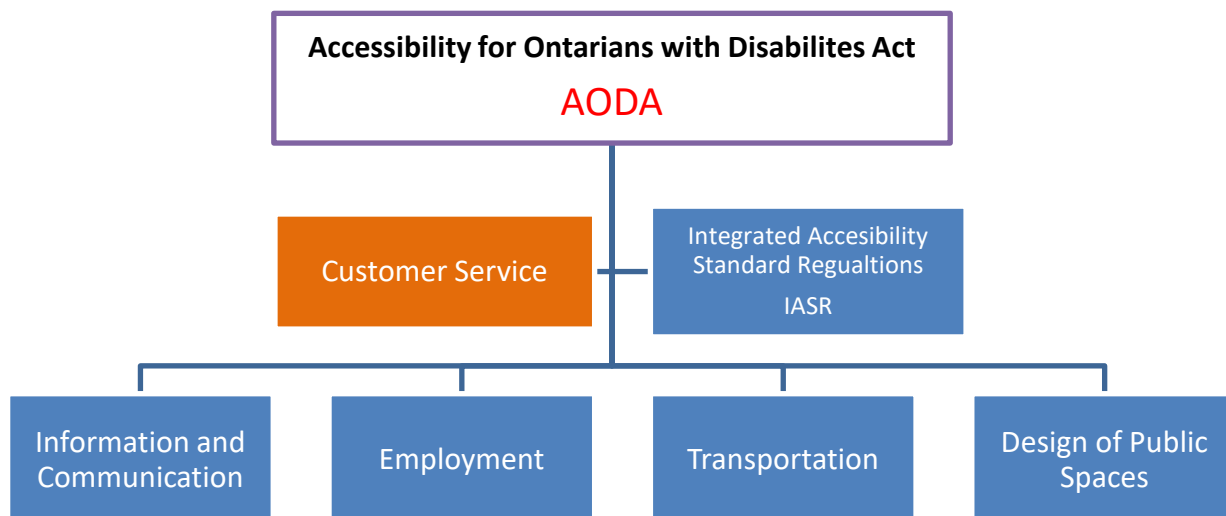 Accessibility for Ontarians with Disabilites Act
AODA
Customer Service
Integrated Accesibility
Standard Regualtions
IASR
Information and
Communication
Employment
Transportation
Design of Public
Spaces